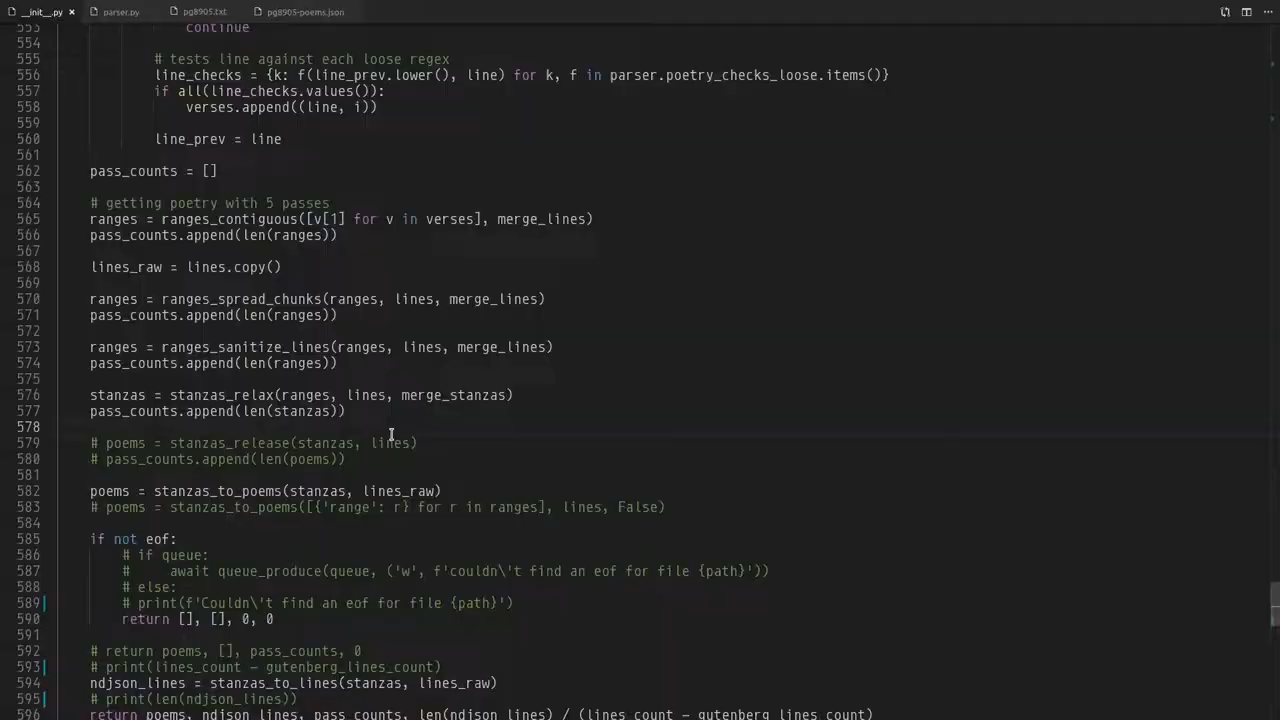 __init__.py × parser.py pg8905.txt pg8905-poems.json
553 continue
554
555 # tests line against each loose regex
556 line_checks = {k: f(line_prev.lower(), line) for k, f in parser.poetry_checks_loose.items()}
557 if all(line_checks.values()):
558 verses.append((line, i))
559
560 line_prev = line
561
562 pass_counts = []
563
564 # getting poetry with 5 passes
565 ranges = ranges_contiguous([v[1] for v in verses], merge_lines)
566 pass_counts.append(len(ranges))
567
568 lines_raw = lines.copy()
569
570 ranges = ranges_spread_chunks(ranges, lines, merge_lines)
571 pass_counts.append(len(ranges))
572
573 ranges = ranges_sanitize_lines(ranges, lines, merge_lines)
574 pass_counts.append(len(ranges))
575
576 stanzas = stanzas_relax(ranges, lines, merge_stanzas)
577 pass_counts.append(len(stanzas))
578
579 # poems = stanzas_release(stanzas, lines)
580 # pass_counts.append(len(poems))
581
582 poems = stanzas_to_poems(stanzas, lines_raw)
583 # poems = stanzas_to_poems([{'range': r} for r in ranges], lines, False)
584
585 if not eof:
586 # if queue:
587 # await queue_produce(queue, ('w', f'couldn\'t find an eof for file {path}'))
588 # else:
589 # print(f'Couldn\'t find an eof for file {path}')
590 return [], [], 0, 0
591
592 # return poems, [], pass_counts, 0
593 # print(lines_count - gutenberg_lines_count)
594 ndjson_lines = stanzas_to_lines(stanzas, lines_raw)
595 # print(len(ndjson_lines))
596 return poems, ndjson_lines, pass_counts, len(ndjson_lines) / (lines_count - gutenberg_lines_count)